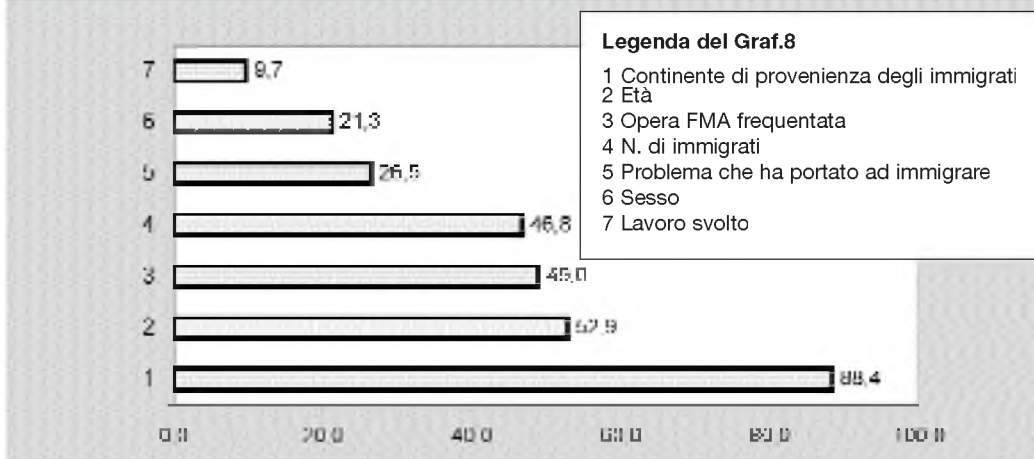 Legenda del Graf.8
1 Continente di provenienza degli immigrati
2 Età
3 Opera FMA frequentata
4 N. di immigrati
5 Problema che ha portato ad immigrare
6 Sesso
7 Lavoro svolto
7 9,7
6 21,3
5 26,5
4 46,8
3 49,0
2 52,9
1 88,4
0,0 20,0 40,0 60,0 80,0 100,0